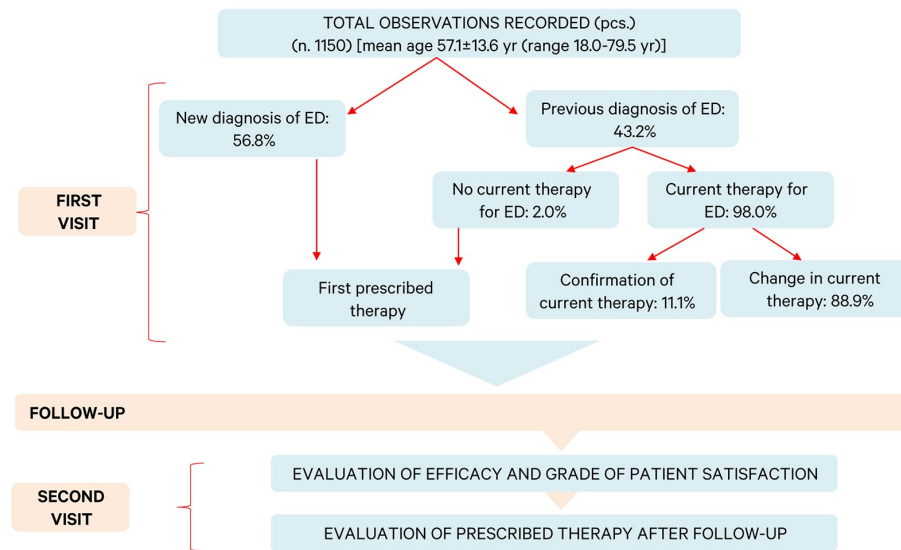 TOTAL OBSERVATIONS RECORDED (pcs.)
(n. 1150) [mean age 57.1±13.6 yr (range 18.0-79.5 yr)]
New diagnosis of ED:
56.8%
Previous diagnosis of ED:
43.2%
FIRST
VISIT
No current therapy
for ED: 2.0%
Current therapy for
ED: 98.0%
First prescribed
therapy
Confirmation of
current therapy: 11.1%
Change in current
therapy: 88.9%
FOLLOW-UP
SECOND
VISIT
EVALUATION OF EFFICACY AND GRADE OF PATIENT SATISFACTION
EVALUATION OF PRESCRIBED THERAPY AFTER FOLLOW-UP